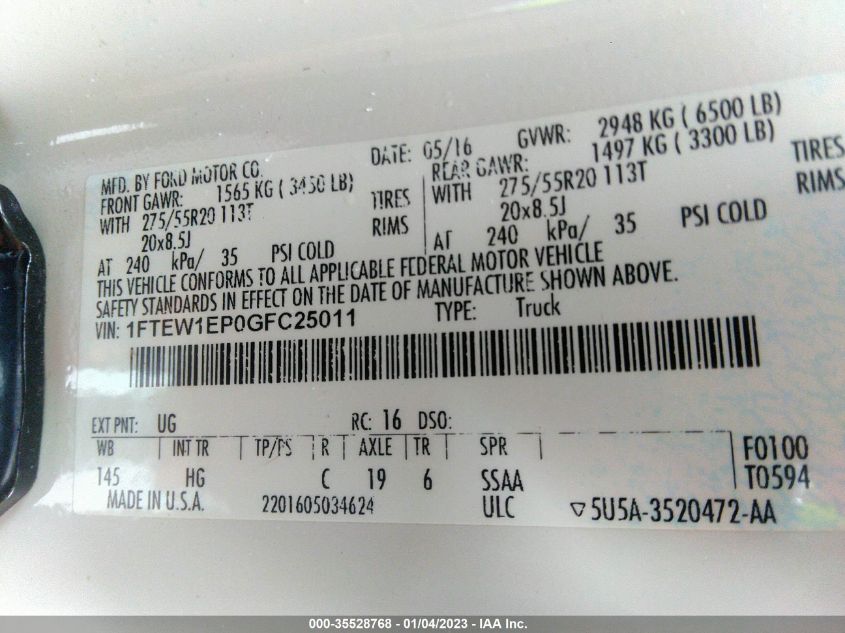 MFD. BY FORD MOTOR CO. DATE: 05/16 GVWR: 2948 KG ( 6500 LB)
FRONT GAWR: 1565 KG ( 3450 LB) REAR GAWR: 1497 KG ( 3300 LB)
WITH 275/55R20 113T TIRES WITH 275/55R20 113T TIRES
20x8.5J RIMS 20x8.5J RIMS
AT 240 kPa/ 35 PSI COLD AT 240 kPa/ 35 PSI COLD
THIS VEHICLE CONFORMS TO ALL APPLICABLE FEDERAL MOTOR VEHICLE
SAFETY STANDARDS IN EFFECT ON THE DATE OF MANUFACTURE SHOWN ABOVE.
VIN: 1FTEW1EP0GFC25011 TYPE: Truck
EXT PNT: UG RC: 16 DSO:
WB INT TR TP/PS R AXLE TR SPR F0100
145 HG C 19 6 SSAA T0594
MADE IN U.S.A. 2201605034624 ULC ▽5U5A-3520472-AA
000-35528768 - 01/04/2023 - IAA Inc.